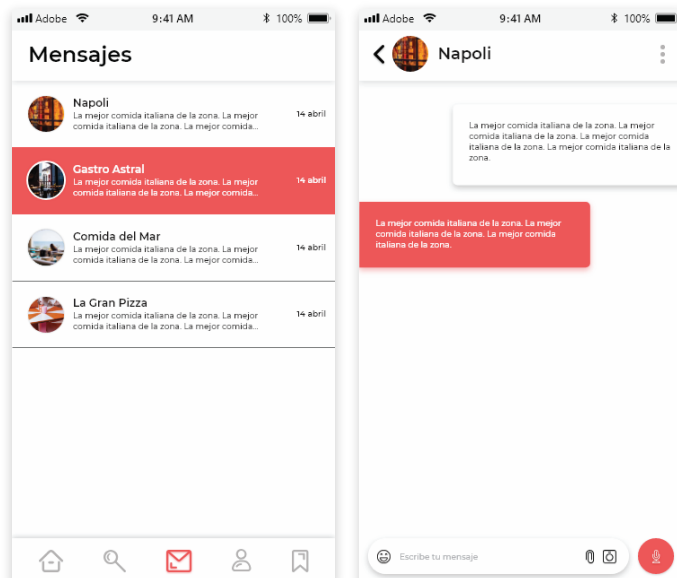 Adobe 9:41 AM 100%
Mensajes
Napoli
La mejor comida italiana de la zona. La mejor
comida italiana de la zona. La mejor comida...
14 abril
Gastro Astral
La mejor comida italiana de la zona. La mejor
comida italiana de la zona. La mejor comida...
14 abril
Comida del Mar
La mejor comida italiana de la zona. La mejor
comida italiana de la zona. La mejor comida...
14 abril
La Gran Pizza
La mejor comida italiana de la zona. La mejor
comida italiana de la zona. La mejor comida...
14 abril
Adobe 9:41 AM 100%
Napoli
La mejor comida italiana de la zona. La mejor
comida italiana de la zona. La mejor comida
italiana de la zona. La mejor comida italiana de la
zona.
La mejor comida italiana de la zona. La mejor
comida italiana de la zona. La mejor comida
italiana de la zona.
Escribe tu mensaje